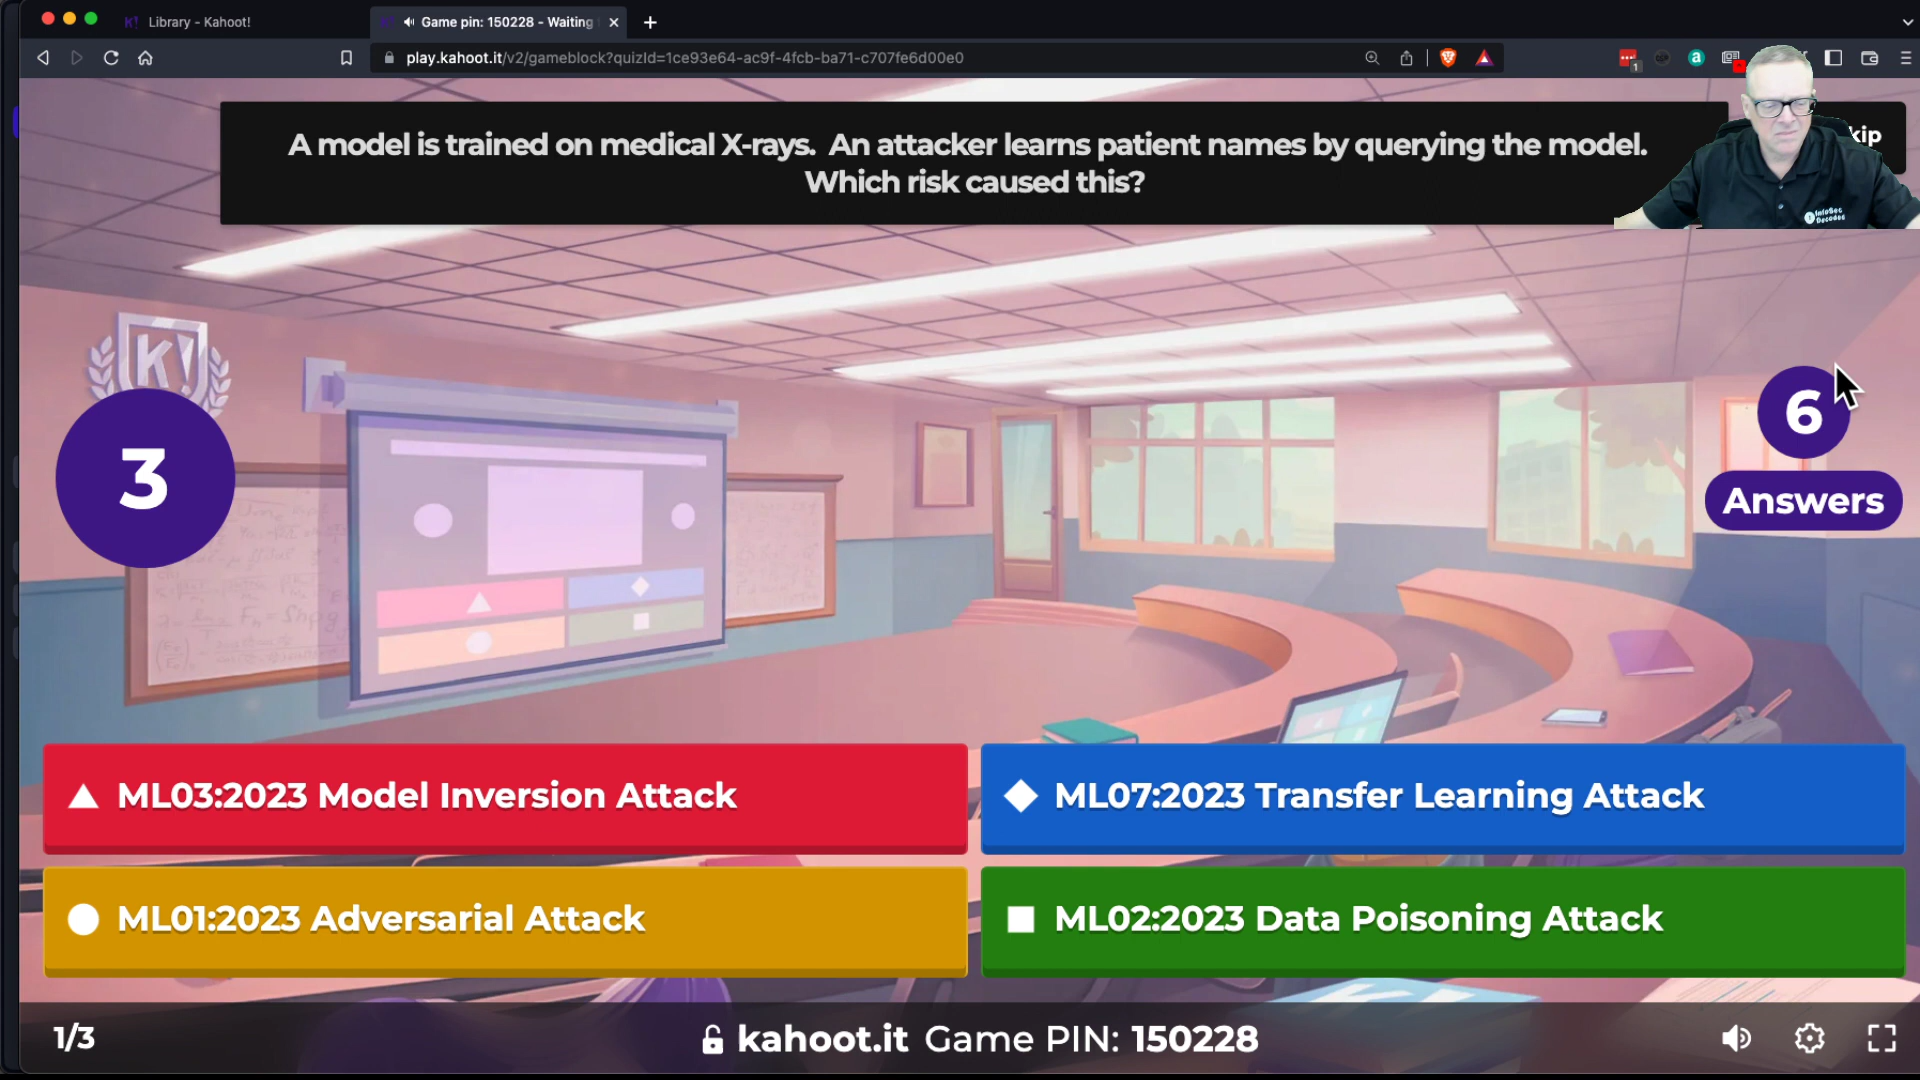 Library - Kahoot!
Game pin: 150228 - Waiting
play.kahoot.it/v2/gameblock?quizId=1ce93e64-ac9f-4fcb-ba71-c707fe6d00e0
A model is trained on medical X-rays. An attacker learns patient names by querying the model.
Which risk caused this?
kip
InfoSec
Decoded
K!
3
6
Answers
ML03:2023 Model Inversion Attack
ML07:2023 Transfer Learning Attack
ML01:2023 Adversarial Attack
ML02:2023 Data Poisoning Attack
1/3
kahoot.it Game PIN: 150228